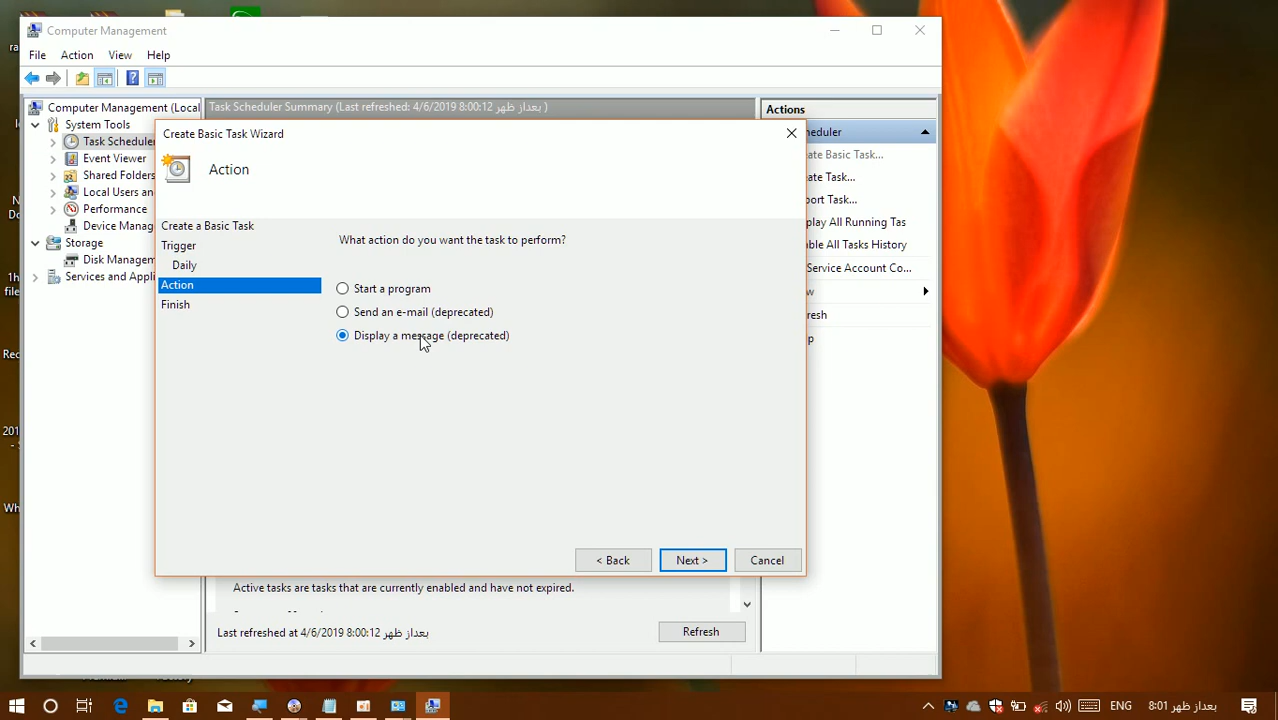 Computer Management
File Action View Help
Computer Management (Local
Task Scheduler Summary (Last refreshed: 4/6/2019 8:00:12 بعداز ظهر )
Actions
System Tools
Task Scheduler
Event Viewer
Shared Folders
Local Users an
Performance
Device Manag
Storage
Disk Managem
Services and Appli
Create Basic Task Wizard
Action
Create a Basic Task
Trigger
Daily
Action
Finish
What action do you want the task to perform?
Start a program
Send an e-mail (deprecated)
Display a message (deprecated)
< Back
Next >
Cancel
heduler
ate Basic Task...
ate Task...
port Task...
play All Running Tas
ble All Tasks History
Service Account Co...
w
resh
p
Active tasks are tasks that are currently enabled and have not expired.
Last refreshed at 4/6/2019 8:00:12 بعداز ظهر
Refresh
ENG
8:01 بعداز ظهر